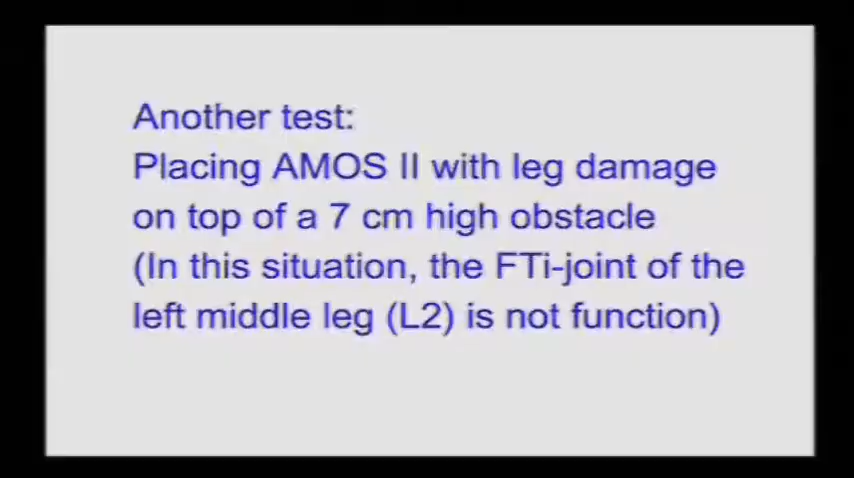 Another test:
Placing AMOS II with leg damage
on top of a 7 cm high obstacle
(In this situation, the FTi-joint of the
left middle leg (L2) is not function)